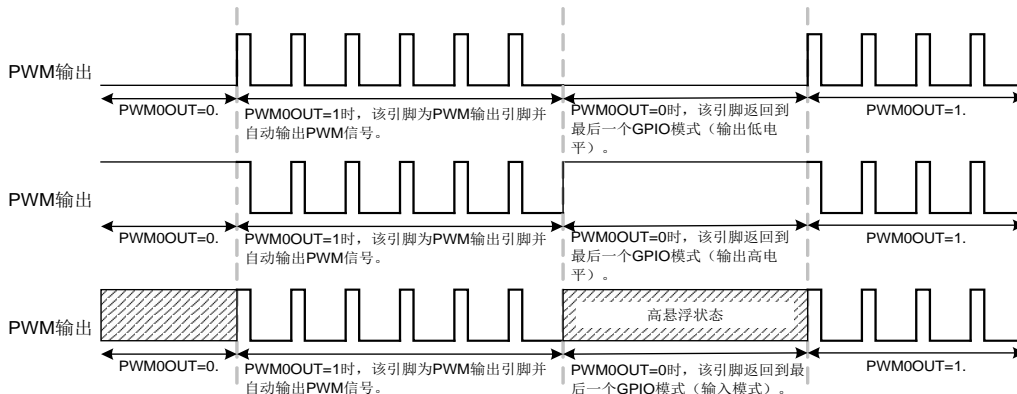 PWM输出
PWM0OUT=0.
PWM0OUT=1时，该引脚为PWM输出引脚并
自动输出PWM信号。
PWM0OUT=0时，该引脚返回到
最后一个GPIO模式（输出低电
平）。
PWM0OUT=1.
PWM输出
PWM0OUT=0.
PWM0OUT=1时，该引脚为PWM输出引脚并
自动输出PWM信号。
PWM0OUT=0时，该引脚返回到
最后一个GPIO模式（输出高电
平）。
PWM0OUT=1.
PWM输出
高悬浮状态
PWM0OUT=0.
PWM0OUT=1时，该引脚为PWM输出引脚并
自动输出PWM信号。
PWM0OUT=0时，该引脚返回到最
后一个GPIO模式（输入模式）。
PWM0OUT=1.